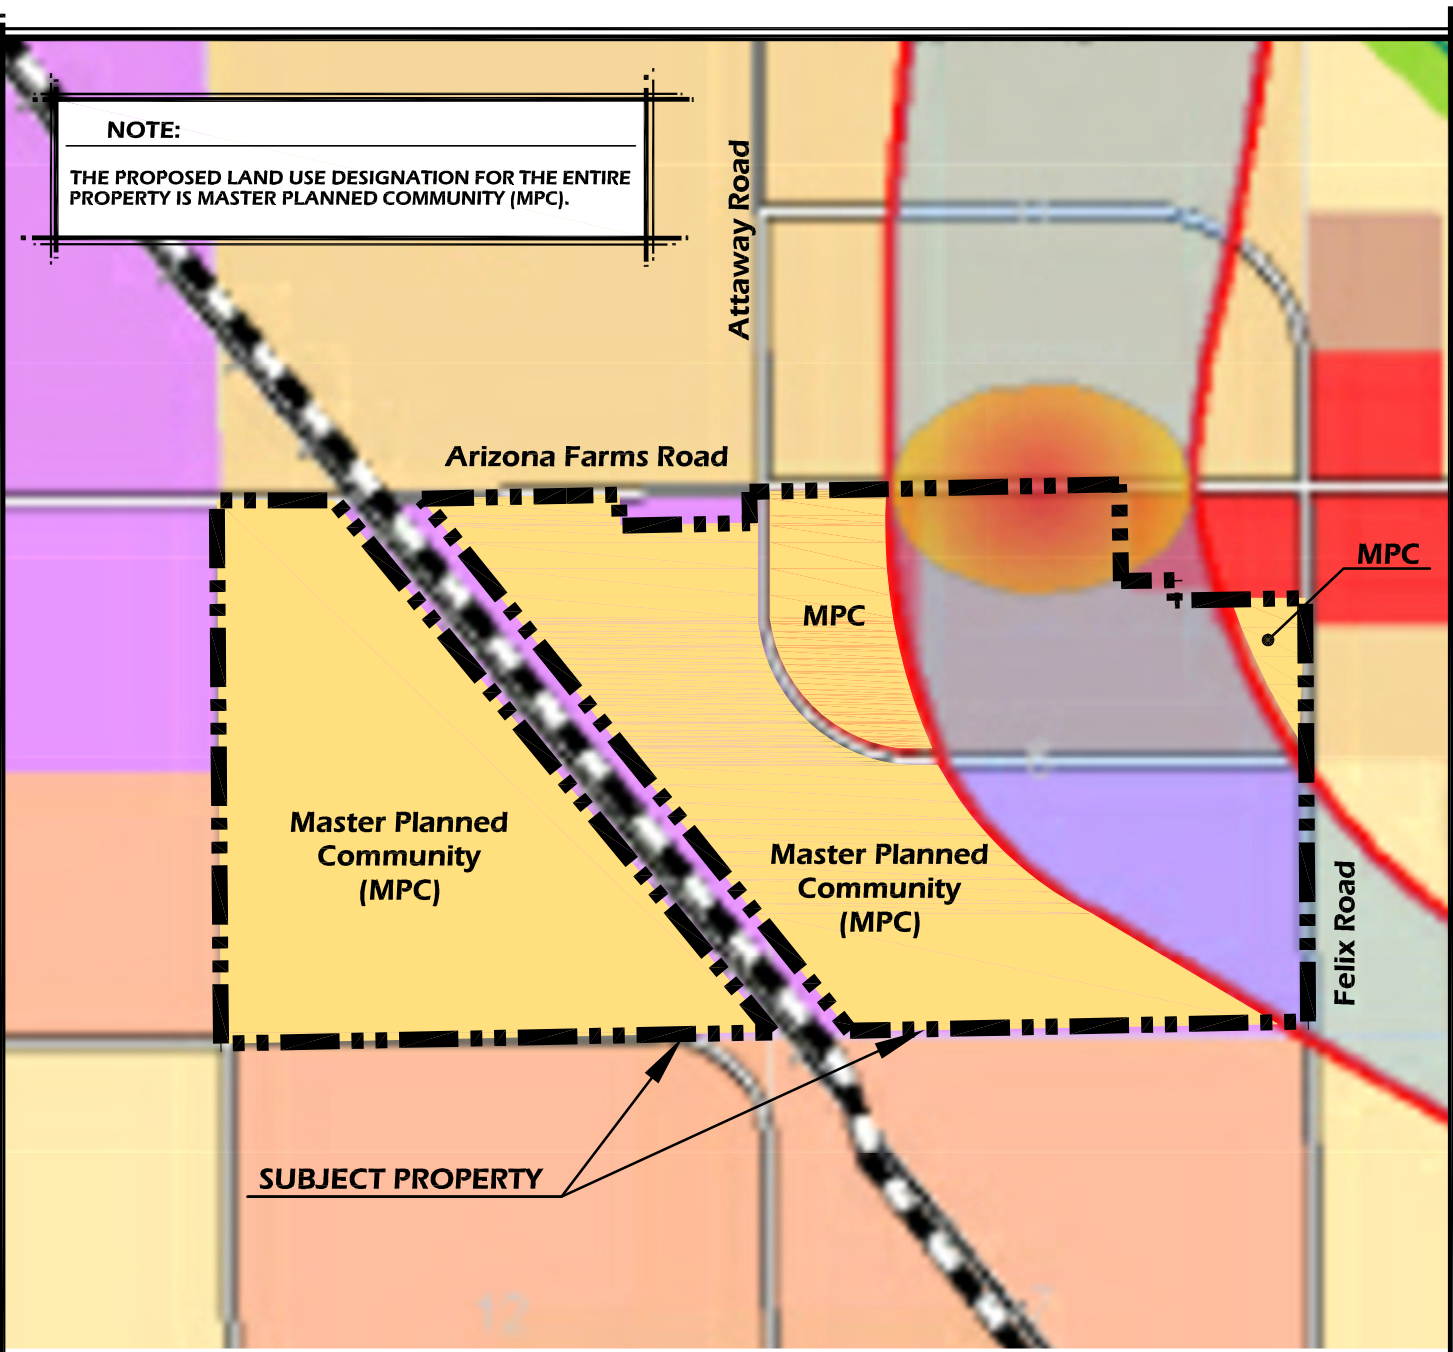 NOTE:
THE PROPOSED LAND USE DESIGNATION FOR THE ENTIRE
PROPERTY IS MASTER PLANNED COMMUNITY (MPC).
Attaway Road
Arizona Farms Road
MPC
MPC
Master Planned
Community
(MPC)
Master Planned
Community
(MPC)
Felix Road
SUBJECT PROPERTY
12